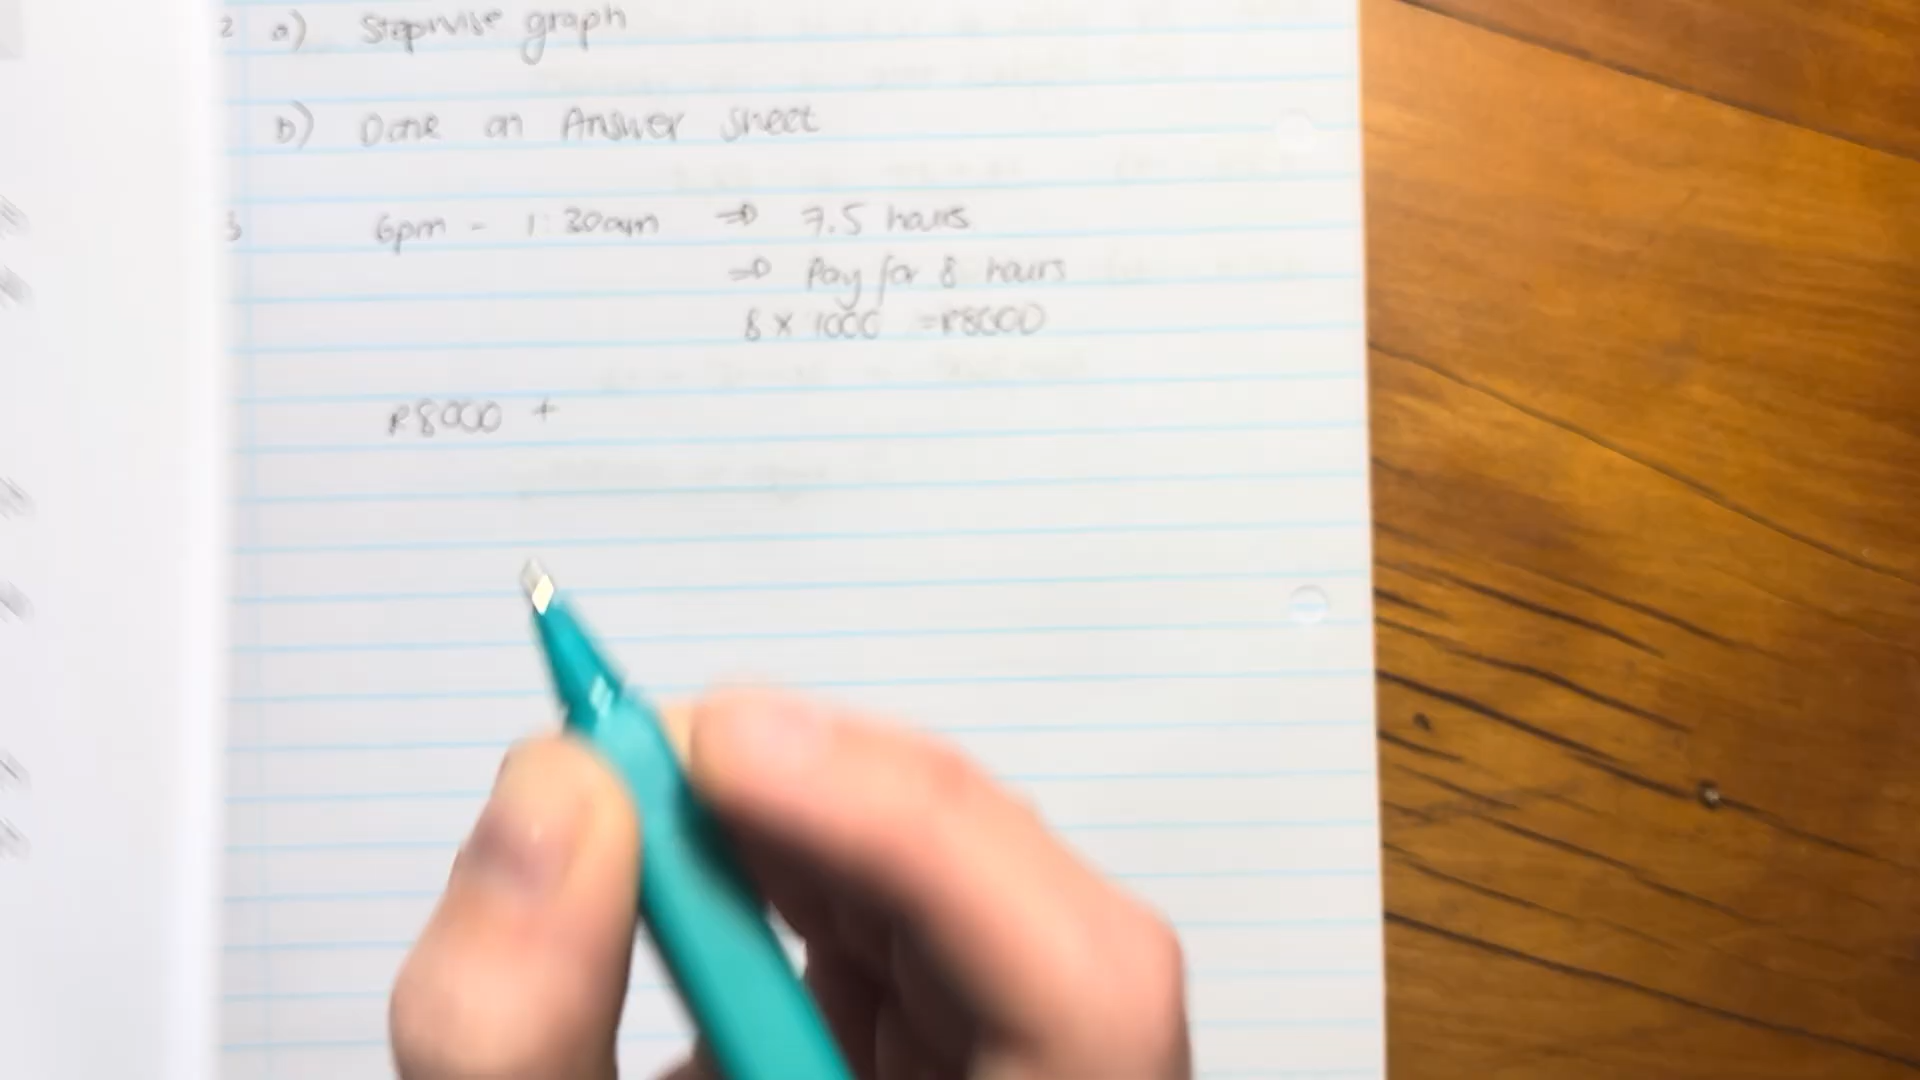 2 a) Stepwise graph
b) Done on Answer sheet
3 6pm - 1:30am ⇒ 7.5 hours
⇒ Pay for 8 hours
8 × 1000 = R8000
R8000 +